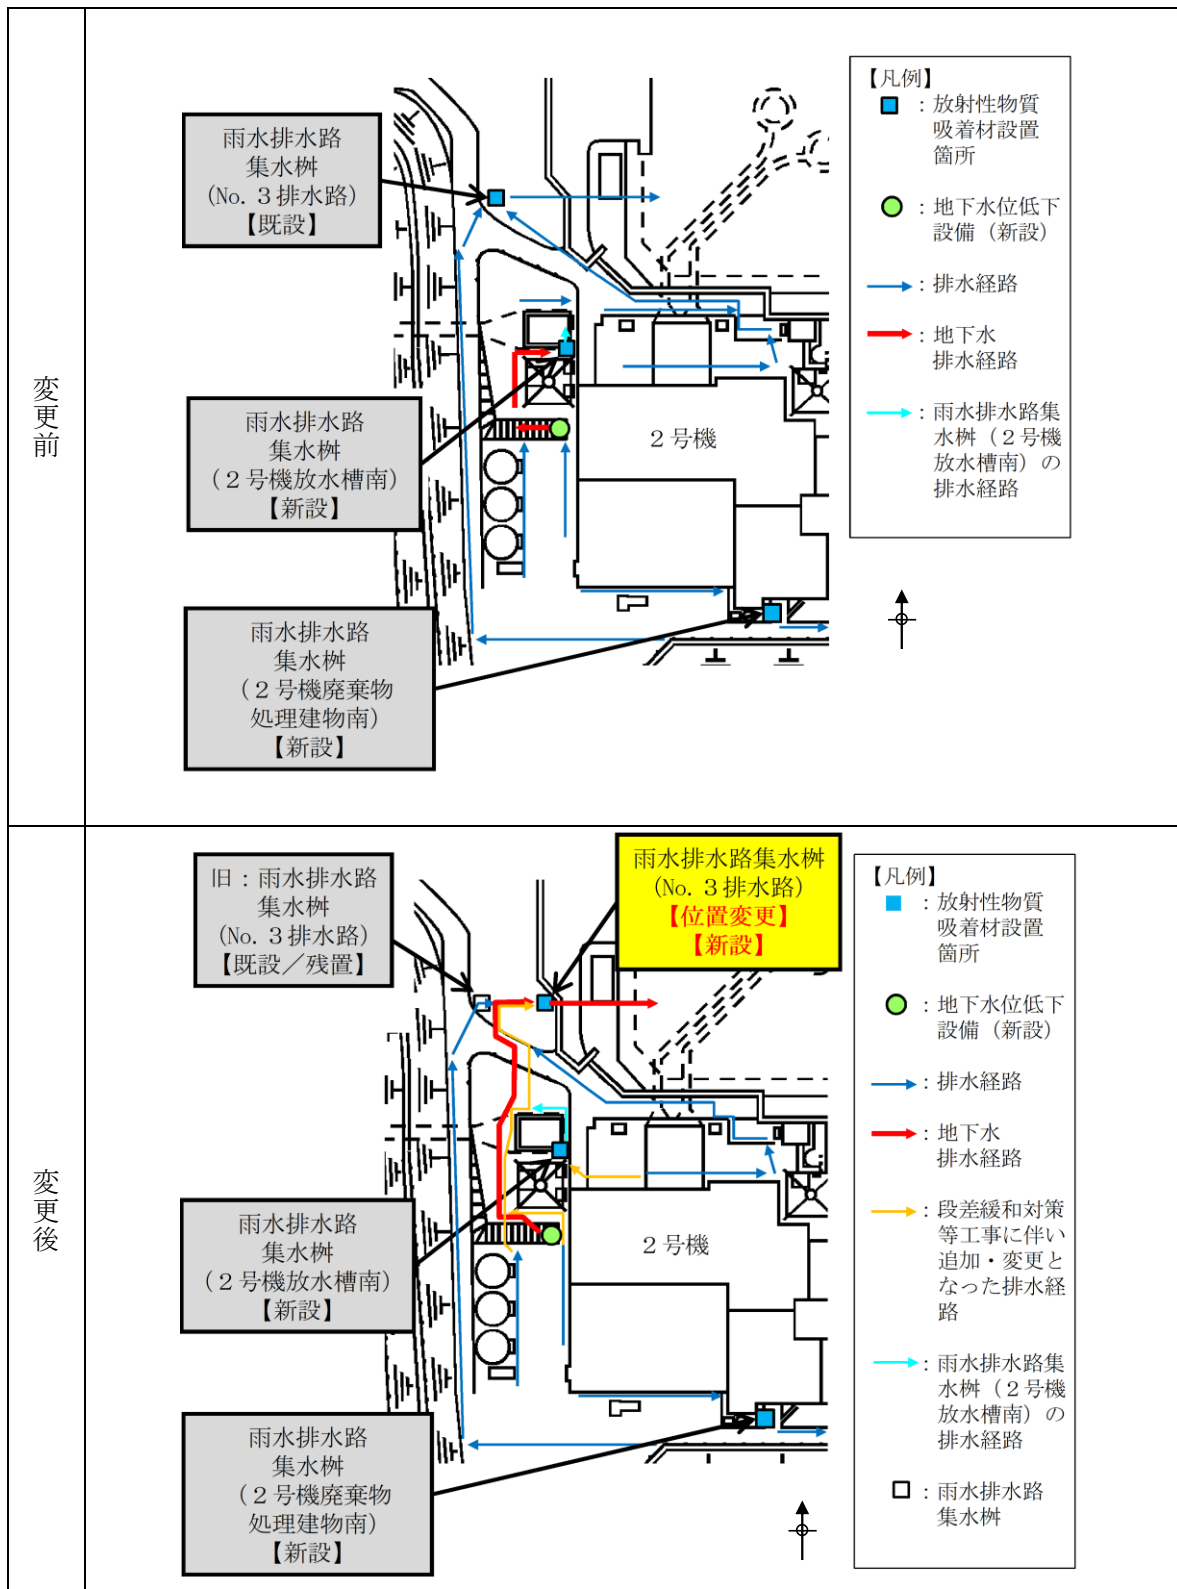 変更前
雨水排水路
集水桝
(No. 3 排水路)
【既設】
雨水排水路
集水桝
(２号機放水槽南)
【新設】
雨水排水路
集水桝
(２号機廃棄物
処理建物南)
【新設】
２号機
【凡例】
：放射性物質
吸着材設置
箇所
：地下水位低下
設備（新設）
：排水経路
：地下水
排水経路
：雨水排水路集
水桝（２号機
放水槽南）の
排水経路
変更後
旧：雨水排水路
集水桝
(No. 3 排水路)
【既設／残置】
雨水排水路集水桝
(No. 3 排水路)
【位置変更】
【新設】
雨水排水路
集水桝
(２号機放水槽南)
【新設】
雨水排水路
集水桝
(２号機廃棄物
処理建物南)
【新設】
２号機
【凡例】
：放射性物質
吸着材設置
箇所
：地下水位低下
設備（新設）
：排水経路
：地下水
排水経路
：段差緩和対策
等工事に伴い
追加・変更と
なった排水経
路
：雨水排水路集
水桝（２号機
放水槽南）の
排水経路
：雨水排水路
集水桝